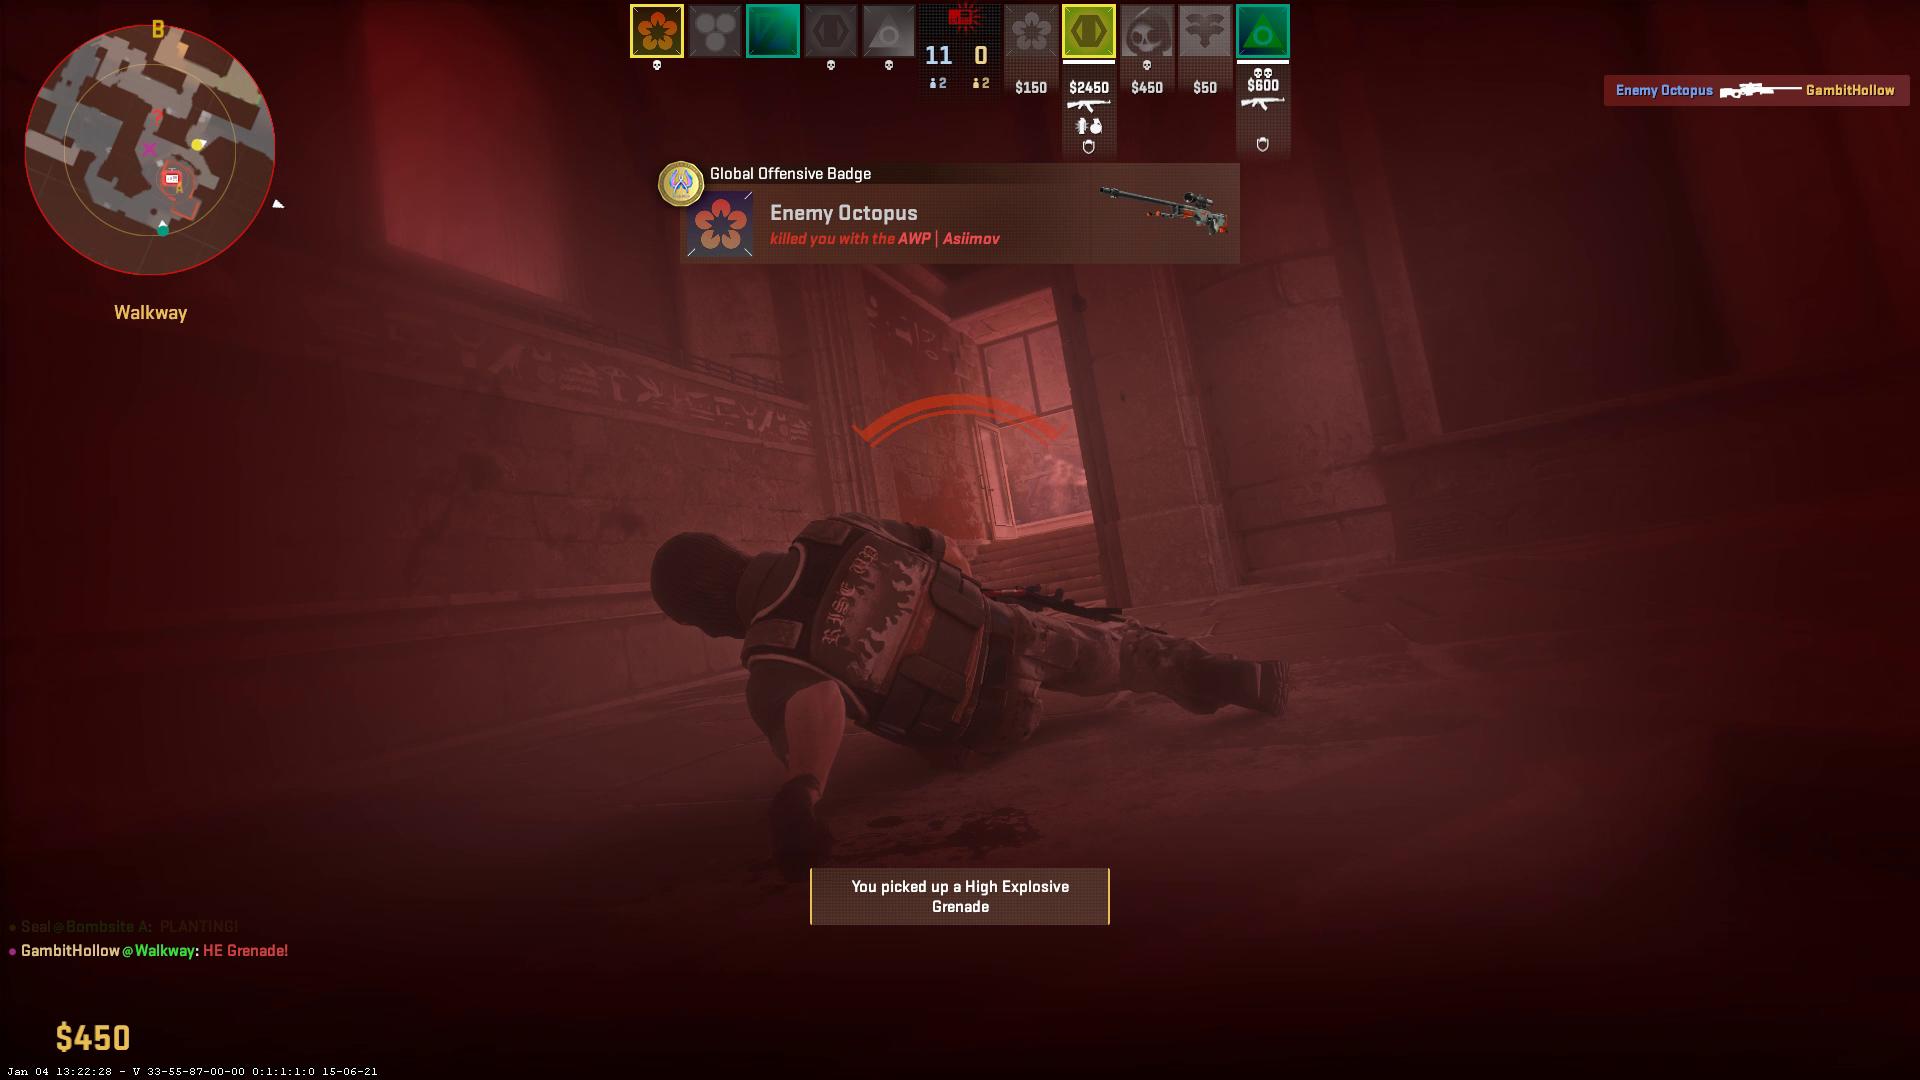 B
11 0
2 2
$150 $2450 $450 $50 $600
Enemy Octopus GambitHollow
A
Global Offensive Badge
Enemy Octopus
killed you with the AWP | Asiimov
Walkway
RISE UP
You picked up a High Explosive
Grenade
Seal@Bombsite A: PLANTING!
GambitHollow@Walkway: HE Grenade!
$450
Jan 04 13:22:28 - V 33-55-87-00-00 0:1:1:1:0 15-06-21